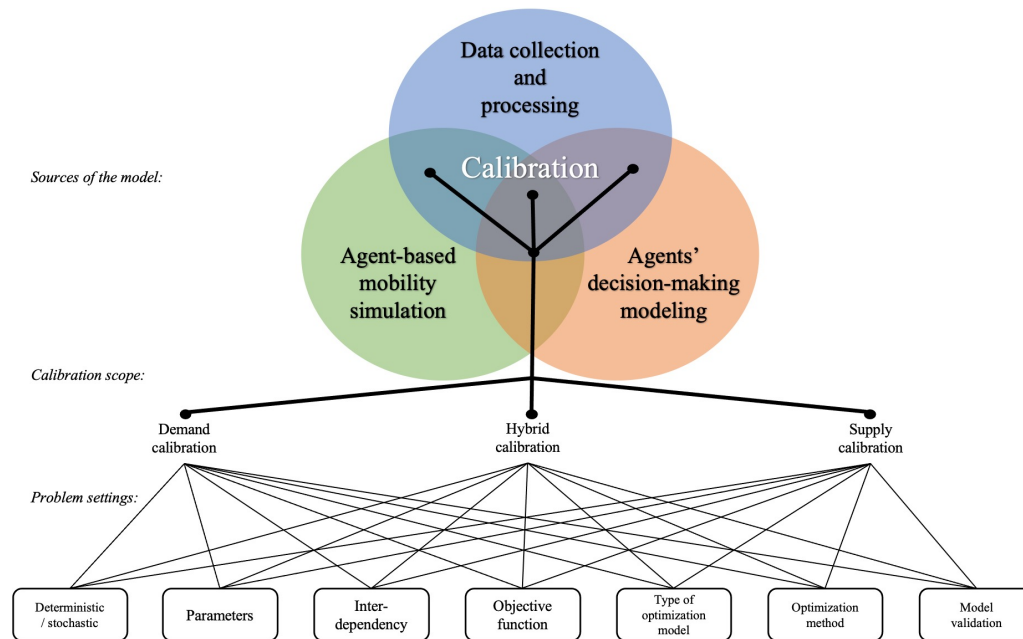 Data collection
and
processing
Calibration
Sources of the model:
Agent-based
mobility
simulation
Agents’
decision-making
modeling
Calibration scope:
Demand
calibration
Hybrid
calibration
Supply
calibration
Problem settings:
Deterministic
/ stochastic
Parameters
Inter-
dependency
Objective
function
Type of
optimization
model
Optimization
method
Model
validation